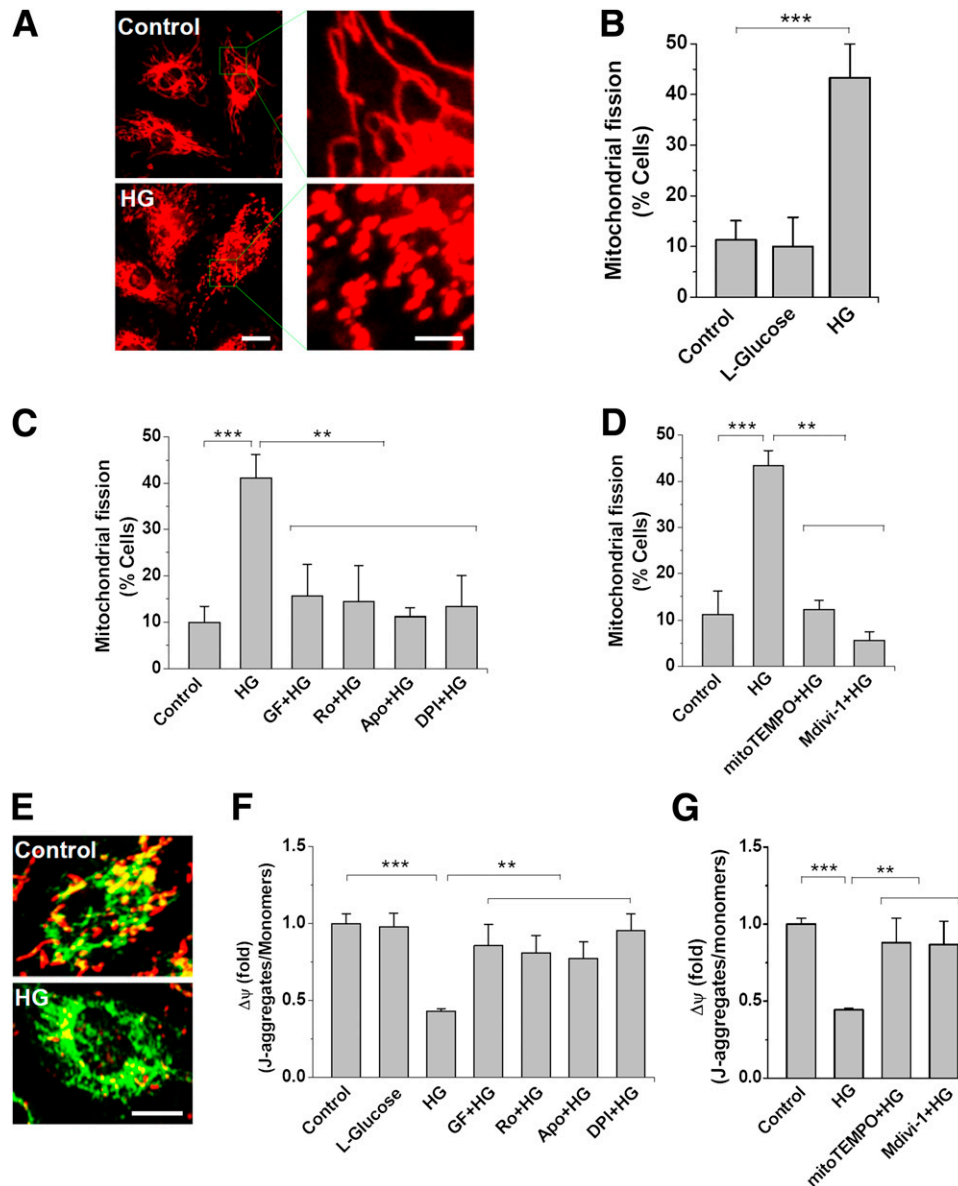 A
Control
HG
B
***
Mitochondrial fission
(% Cells)
50
40
30
20
10
0
Control
L-Glucose
HG
C
***
**
Mitochondrial fission
(% Cells)
50
40
30
20
10
0
Control
HG
GF+HG
Ro+HG
Apo+HG
DPI+HG
D
***
**
Mitochondrial fission
(% Cells)
50
40
30
20
10
0
Control
HG
mitoTEMPO+HG
Mdivi-1+HG
E
Control
HG
F
***
**
Δψ (fold)
(J-aggregates/Monomers)
1.5
1.0
0.5
0.0
Control
L-Glucose
HG
GF+HG
Ro+HG
Apo+HG
DPI+HG
G
***
**
Δψ (fold)
(J-aggregates/monomers)
1.5
1.0
0.5
0.0
Control
HG
mitoTEMPO+HG
Mdivi-1+HG